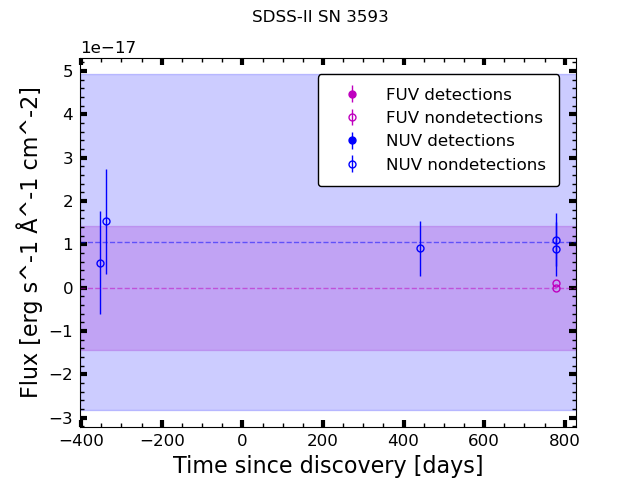 SDSS-II SN 3593
1e−17
5
4
3
2
1
0
−1
−2
−3
Flux [erg s^-1 Å^-1 cm^-2]
FUV detections
FUV nondetections
NUV detections
NUV nondetections
−400 −200 0 200 400 600 800
Time since discovery [days]